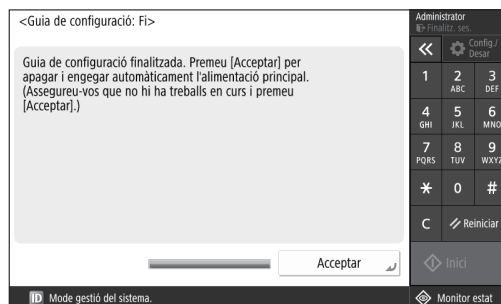 <Guia de configuració: Fi>
Guia de configuració finalitzada. Premeu [Acceptar] per
apagar i engegar automàticament l'alimentació principal.
(Assegureu-vos que no hi ha treballs en curs i premeu
[Acceptar].)
Acceptar
ID Mode gestió del sistema.
Administrator
Finalitz. ses.
Config./
Desar
1
2
ABC
3
DEF
4
GHI
5
JKL
6
MNO
7
PQRS
8
TUV
9
WXYZ
*
0
#
C
Reiniciar
Inici
Monitor estat